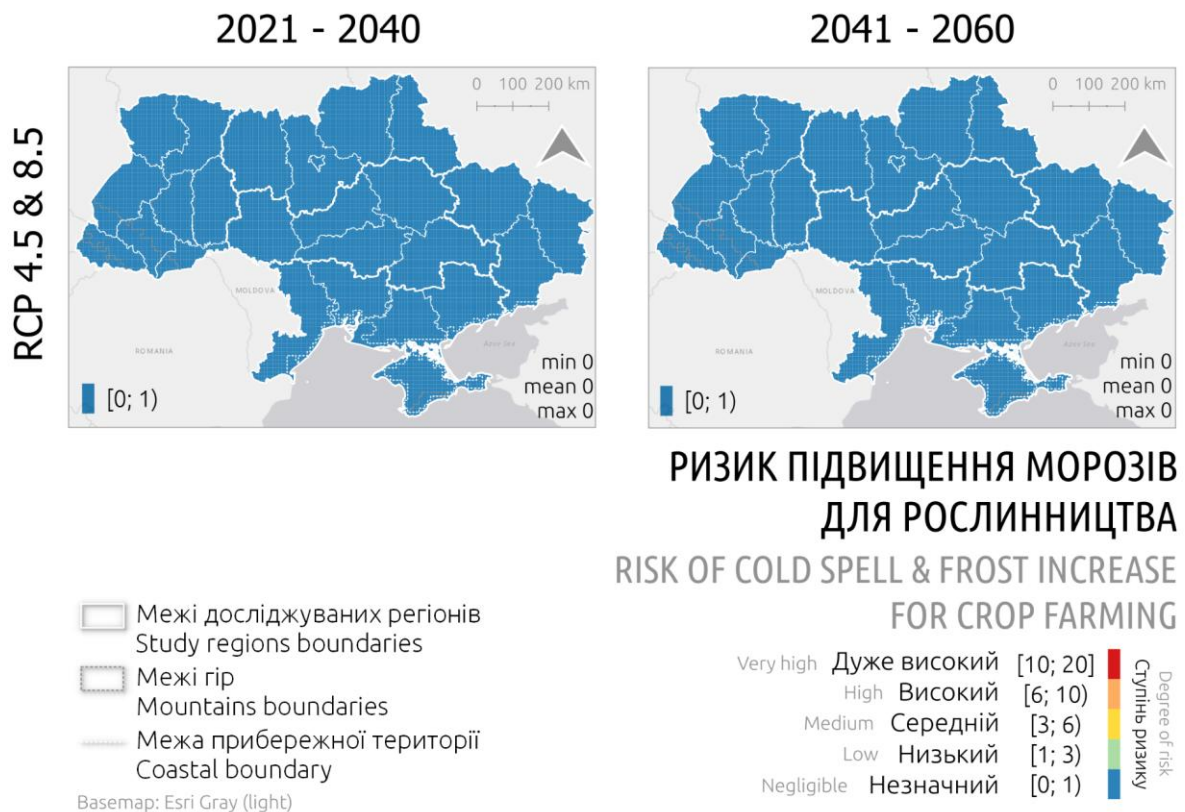 2021 - 2040
2041 - 2060
RCP 4.5 & 8.5
0 100 200 km
MOLDOVA
ROMANIA
Azov Sea
min 0
mean 0
max 0
[0; 1)
0 100 200 km
MOLDOVA
ROMANIA
Azov Sea
min 0
mean 0
max 0
[0; 1)
РИЗИК ПІДВИЩЕННЯ МОРОЗІВ
ДЛЯ РОСЛИННИЦТВА
RISK OF COLD SPELL & FROST INCREASE
FOR CROP FARMING
Межі досліджуваних регіонів
Study regions boundaries
Межі гір
Mountains boundaries
Межа прибережної території
Coastal boundary
Basemap: Esri Gray (light)
Very high Дуже високий [10; 20]
High Високий [6; 10)
Medium Середній [3; 6)
Low Низький [1; 3)
Negligible Незначний [0; 1)
Ступінь ризику
Degree of risk